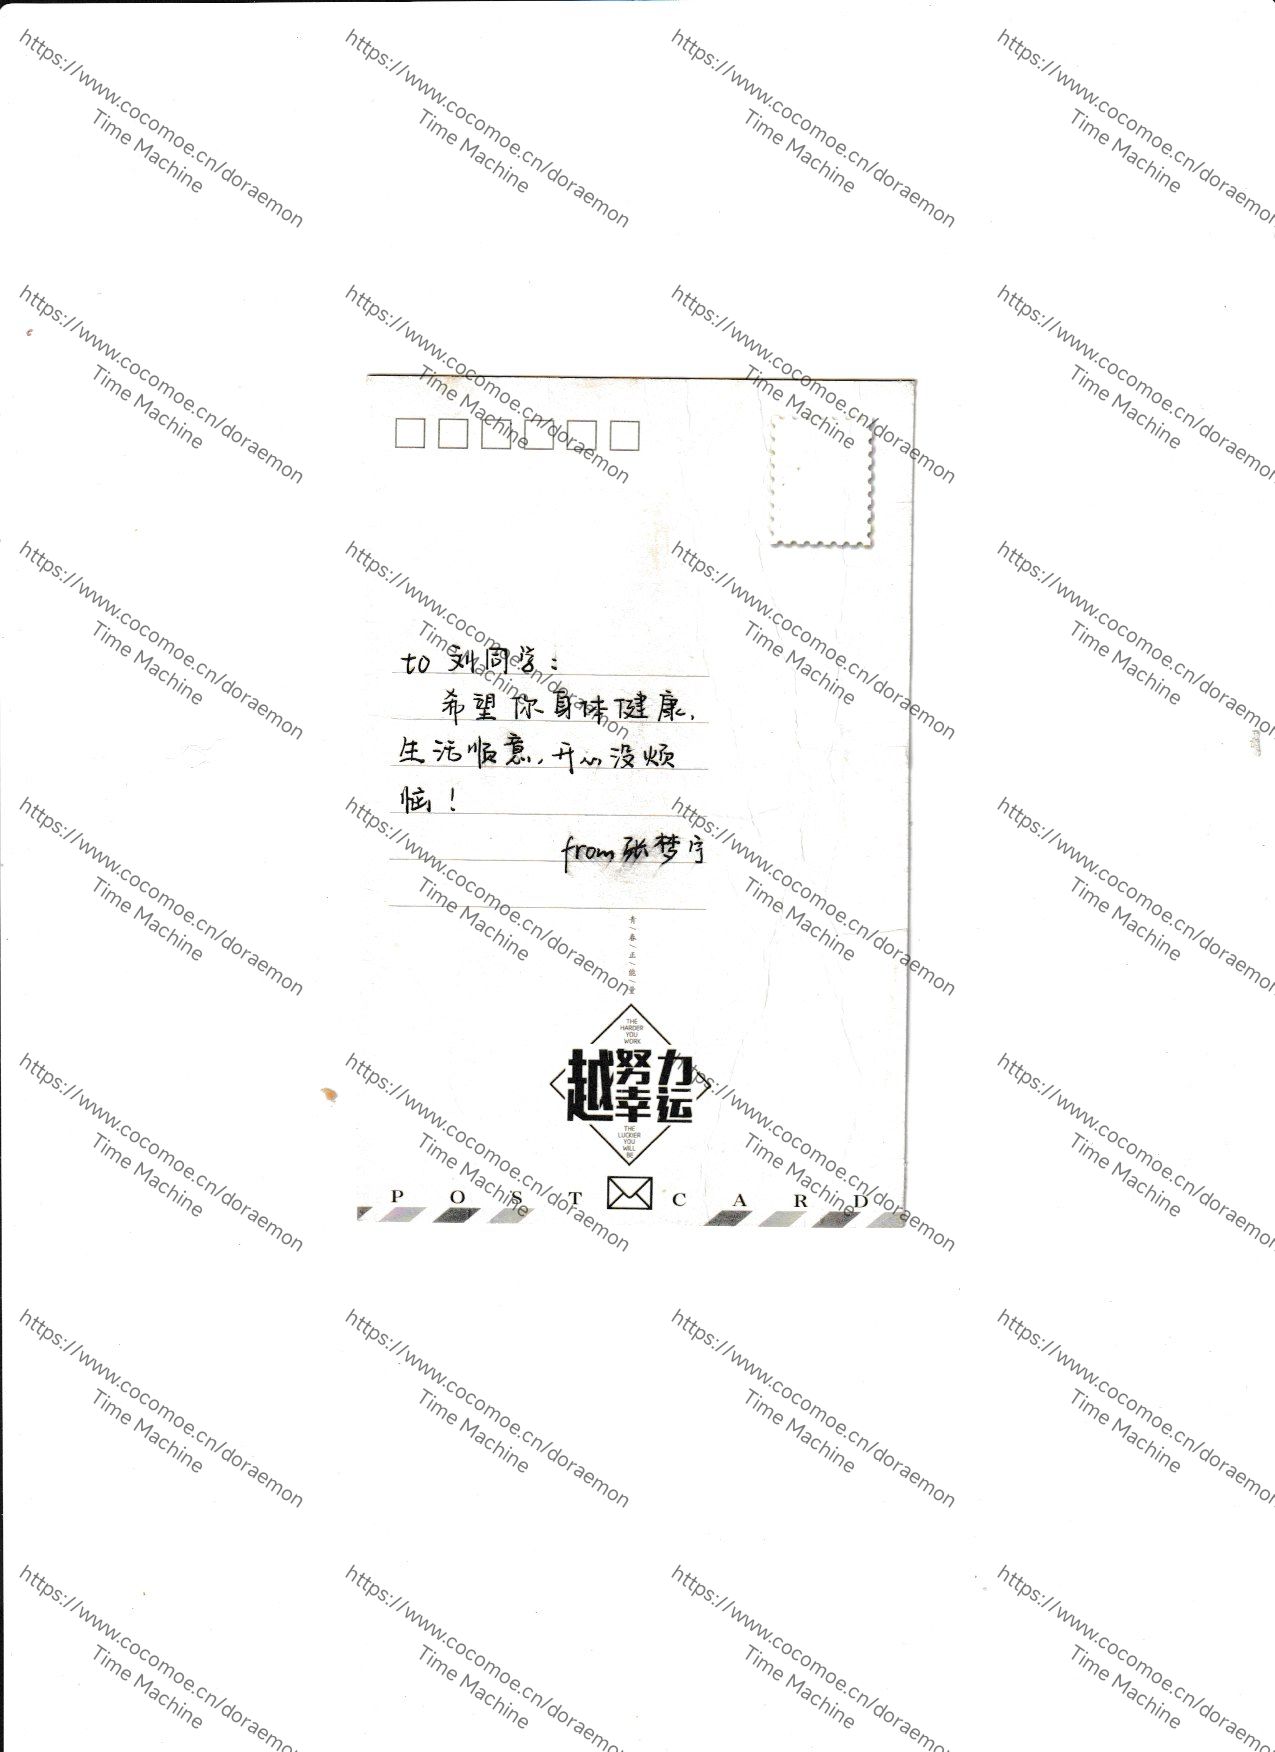 to 刘同学：
希望你身体健康，
生活顺意，开心没烦
恼！
from 张梦宇
青/春/正/能/量
THE
HARDER
YOU
WORK
越努力
幸运
THE
LUCKIER
YOU
WILL
BE
POST CARD
https://www.cocomoe.cn/doraemon
Time Machine